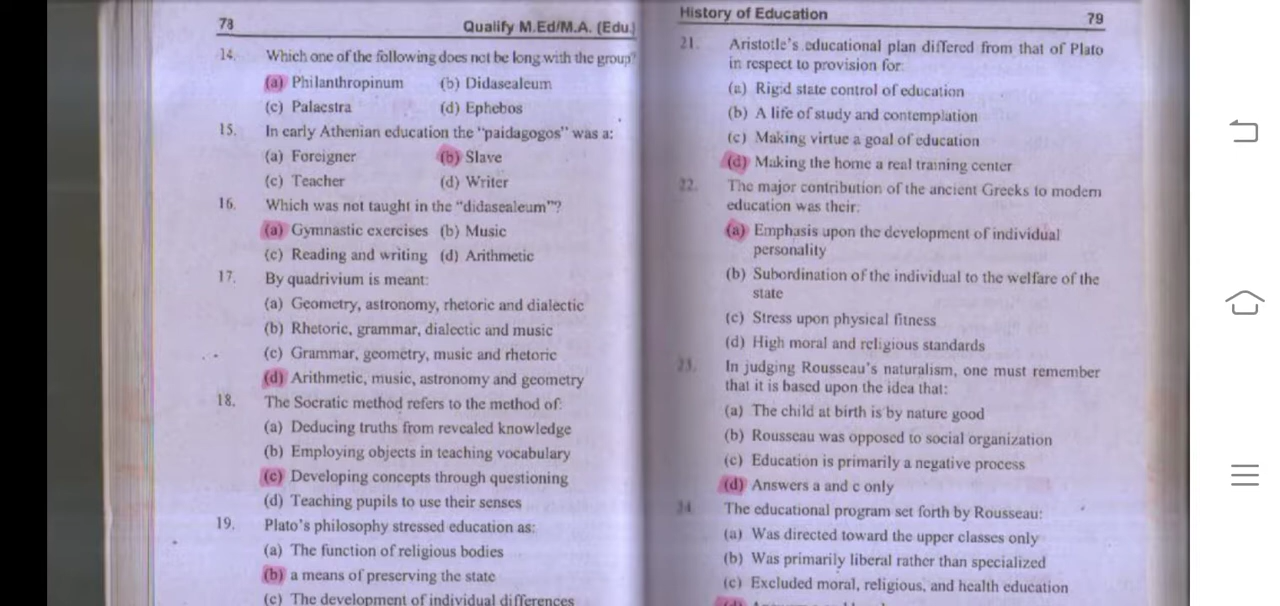 78 Qualify M.Ed/M.A. (Edu.)
14. Which one of the following does not be long with the group?
(a) Philanthropinum (b) Didasealeum
(c) Palaestra (d) Ephebos
15. In early Athenian education the "paidagogos" was a:
(a) Foreigner (b) Slave
(c) Teacher (d) Writer
16. Which was not taught in the "didasealeum"?
(a) Gymnastic exercises (b) Music
(c) Reading and writing (d) Arithmetic
17. By quadrivium is meant:
(a) Geometry, astronomy, rhetoric and dialectic
(b) Rhetoric, grammar, dialectic and music
(c) Grammar, geometry, music and rhetoric
(d) Arithmetic, music, astronomy and geometry
18. The Socratic method refers to the method of:
(a) Deducing truths from revealed knowledge
(b) Employing objects in teaching vocabulary
(c) Developing concepts through questioning
(d) Teaching pupils to use their senses
19. Plato's philosophy stressed education as:
(a) The function of religious bodies
(b) a means of preserving the state
(c) The development of individual differences
History of Education 79
21. Aristotle's educational plan differed from that of Plato
in respect to provision for:
(a) Rigid state control of education
(b) A life of study and contemplation
(c) Making virtue a goal of education
(d) Making the home a real training center
22. The major contribution of the ancient Greeks to modern
education was their:
(a) Emphasis upon the development of individual
personality
(b) Subordination of the individual to the welfare of the
state
(c) Stress upon physical fitness
(d) High moral and religious standards
23. In judging Rousseau's naturalism, one must remember
that it is based upon the idea that:
(a) The child at birth is by nature good
(b) Rousseau was opposed to social organization
(c) Education is primarily a negative process
(d) Answers a and c only
The educational program set forth by Rousseau:
(a) Was directed toward the upper classes only
(b) Was primarily liberal rather than specialized
(c) Excluded moral, religious, and health education